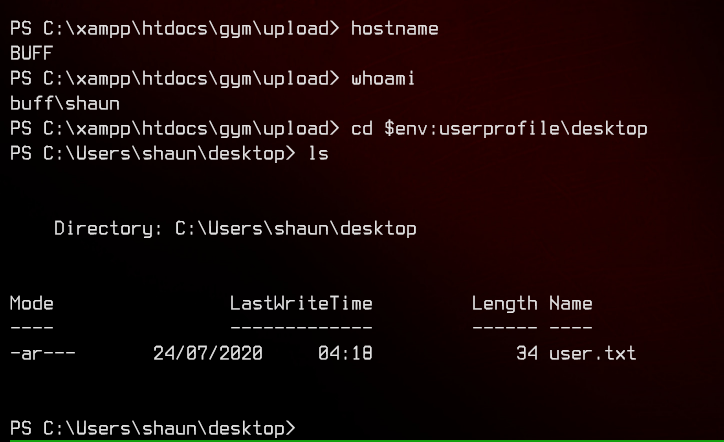 PS C:\xampp\htdocs\gym\upload> hostname
BUFF
PS C:\xampp\htdocs\gym\upload> whoami
buff\shaun
PS C:\xampp\htdocs\gym\upload> cd $env:userprofile\desktop
PS C:\Users\shaun\desktop> ls
Directory: C:\Users\shaun\desktop
Mode LastWriteTime Length Name
---- ------------- ------ ----
-ar--- 24/07/2020 04:18 34 user.txt
PS C:\Users\shaun\desktop>